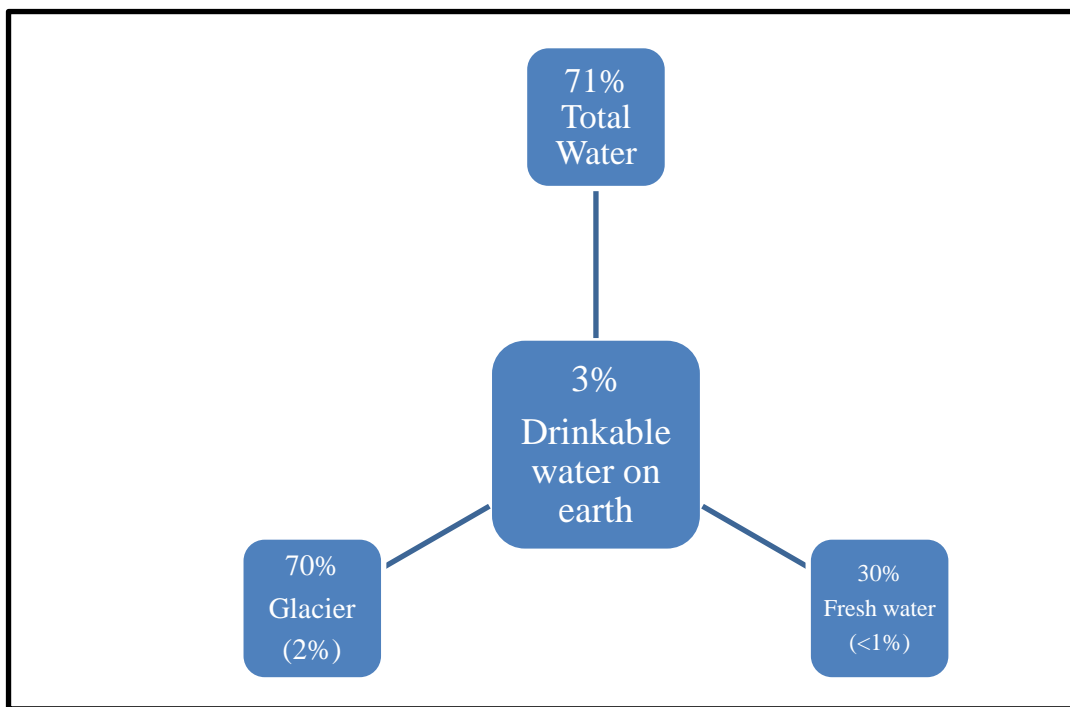 71%
Total
Water
3%
Drinkable
water on
earth
70%
Glacier
(2%)
30%
Fresh water
(<1%)